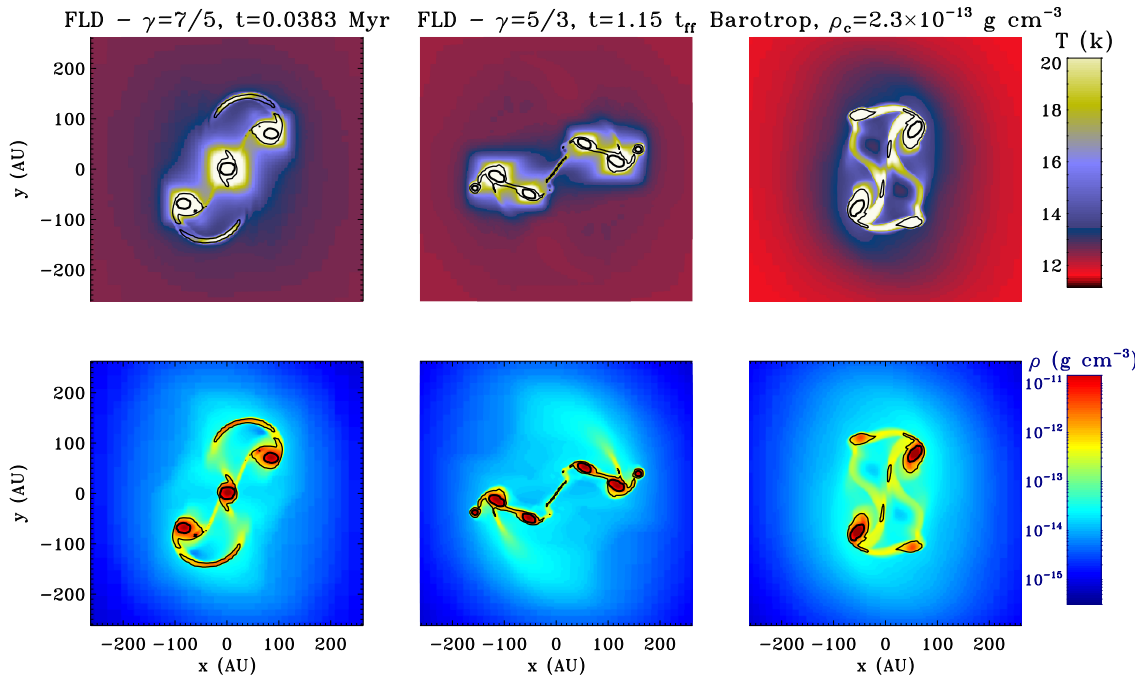 FLD − γ=7/5, t=0.0383 Myr
FLD − γ=5/3, t=1.15 t_ff
Barotrop, ρ_c=2.3×10⁻¹³ g cm⁻³
T (k)
20
18
16
14
12
y (AU)
200
100
0
−100
−200
ρ (g cm⁻³)
10⁻¹¹
10⁻¹²
10⁻¹³
10⁻¹⁴
10⁻¹⁵
y (AU)
200
100
0
−100
−200
−200 −100 0 100 200
−200 −100 0 100 200
−200 −100 0 100 200
x (AU)
x (AU)
x (AU)